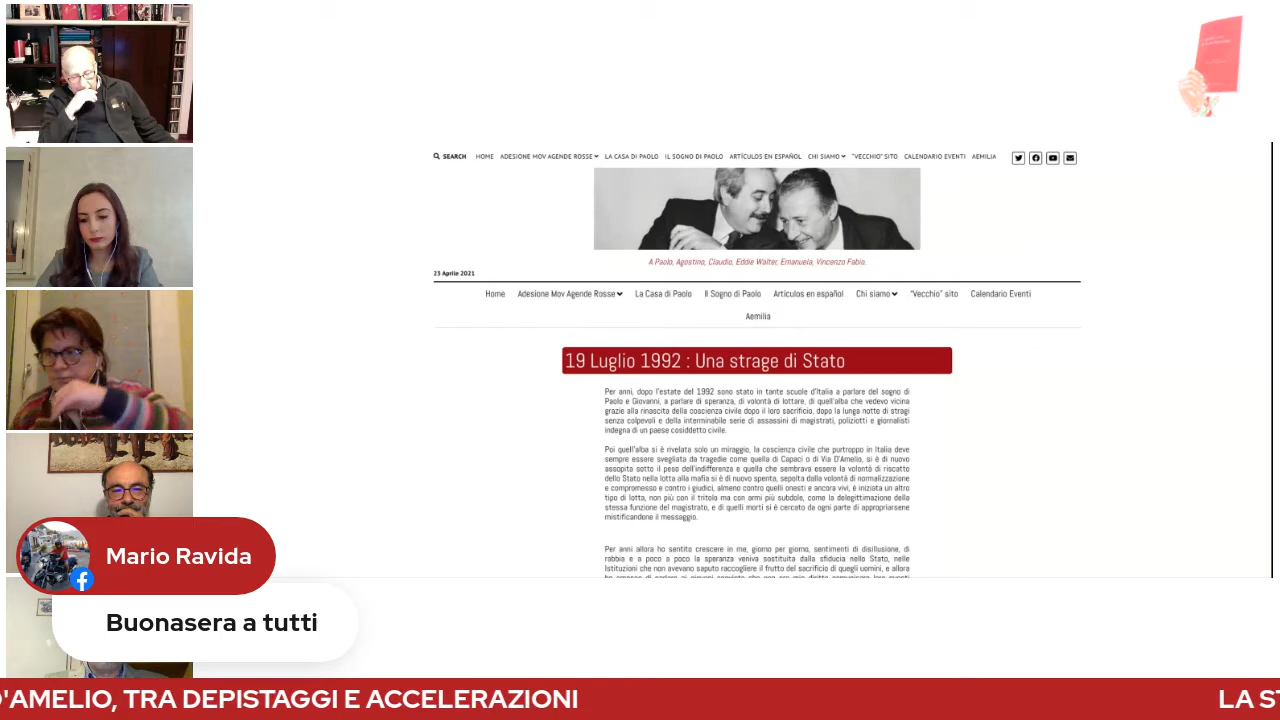 SEARCH HOME ADESIONE MOV AGENDE ROSSE LA CASA DI PAOLO IL SOGNO DI PAOLO ARTÍCULOS EN ESPAÑOL CHI SIAMO "VECCHIO" SITO CALENDARIO EVENTI AEMILIA
A Paolo, Agostino, Claudio, Eddie Walter, Emanuela, Vincenzo Fabio.
23 Aprile 2021
Home Adesione Mov Agende Rosse La Casa di Paolo Il Sogno di Paolo Artículos en español Chi siamo "Vecchio" sito Calendario Eventi
Aemilia
19 Luglio 1992 : Una strage di Stato
Per anni, dopo l'estate del 1992 sono stato in tante scuole d'Italia a parlare del sogno di
Paolo e Giovanni, a parlare di speranza, di volontà di lottare, di quell'alba che vedevo vicina
grazie alla rinascita della coscienza civile dopo il loro sacrificio, dopo la lunga notte di stragi
senza colpevoli e della interminabile serie di assassini di magistrati, poliziotti e giornalisti
indegna di un paese cosiddetto civile.
Poi quell'alba si è rivelata solo un miraggio, la coscienza civile che purtroppo in Italia deve
sempre essere svegliata da tragedie come quella di Capaci o di Via D'Amelio, si è di nuovo
assopita sotto il peso dell'indifferenza e quella che sembrava essere la volontà di riscatto
dello Stato nella lotta alla mafia si è di nuovo spenta, sepolta dalla volontà di normalizzazione
e compromesso e contro i giudici, almeno contro quelli onesti e ancora vivi, è iniziata un altro
tipo di lotta, non più con il tritolo ma con armi più subdole, come la delegittimazione della
stessa funzione del magistrato, e di quelli morti si è cercato da ogni parte di appropriarsene
mistificandone il messaggio.
Per anni allora ho sentito crescere in me, giorno per giorno, sentimenti di disillusione, di
rabbia e a poco a poco la speranza veniva sostituita dalla sfiducia nello Stato, nelle
Istituzioni che non avevano saputo raccogliere il frutto del sacrificio di quegli uomini, e allora
Mario Ravida
Buonasera a tutti
D'AMELIO, TRA DEPISTAGGI E ACCELERAZIONI
LA ST